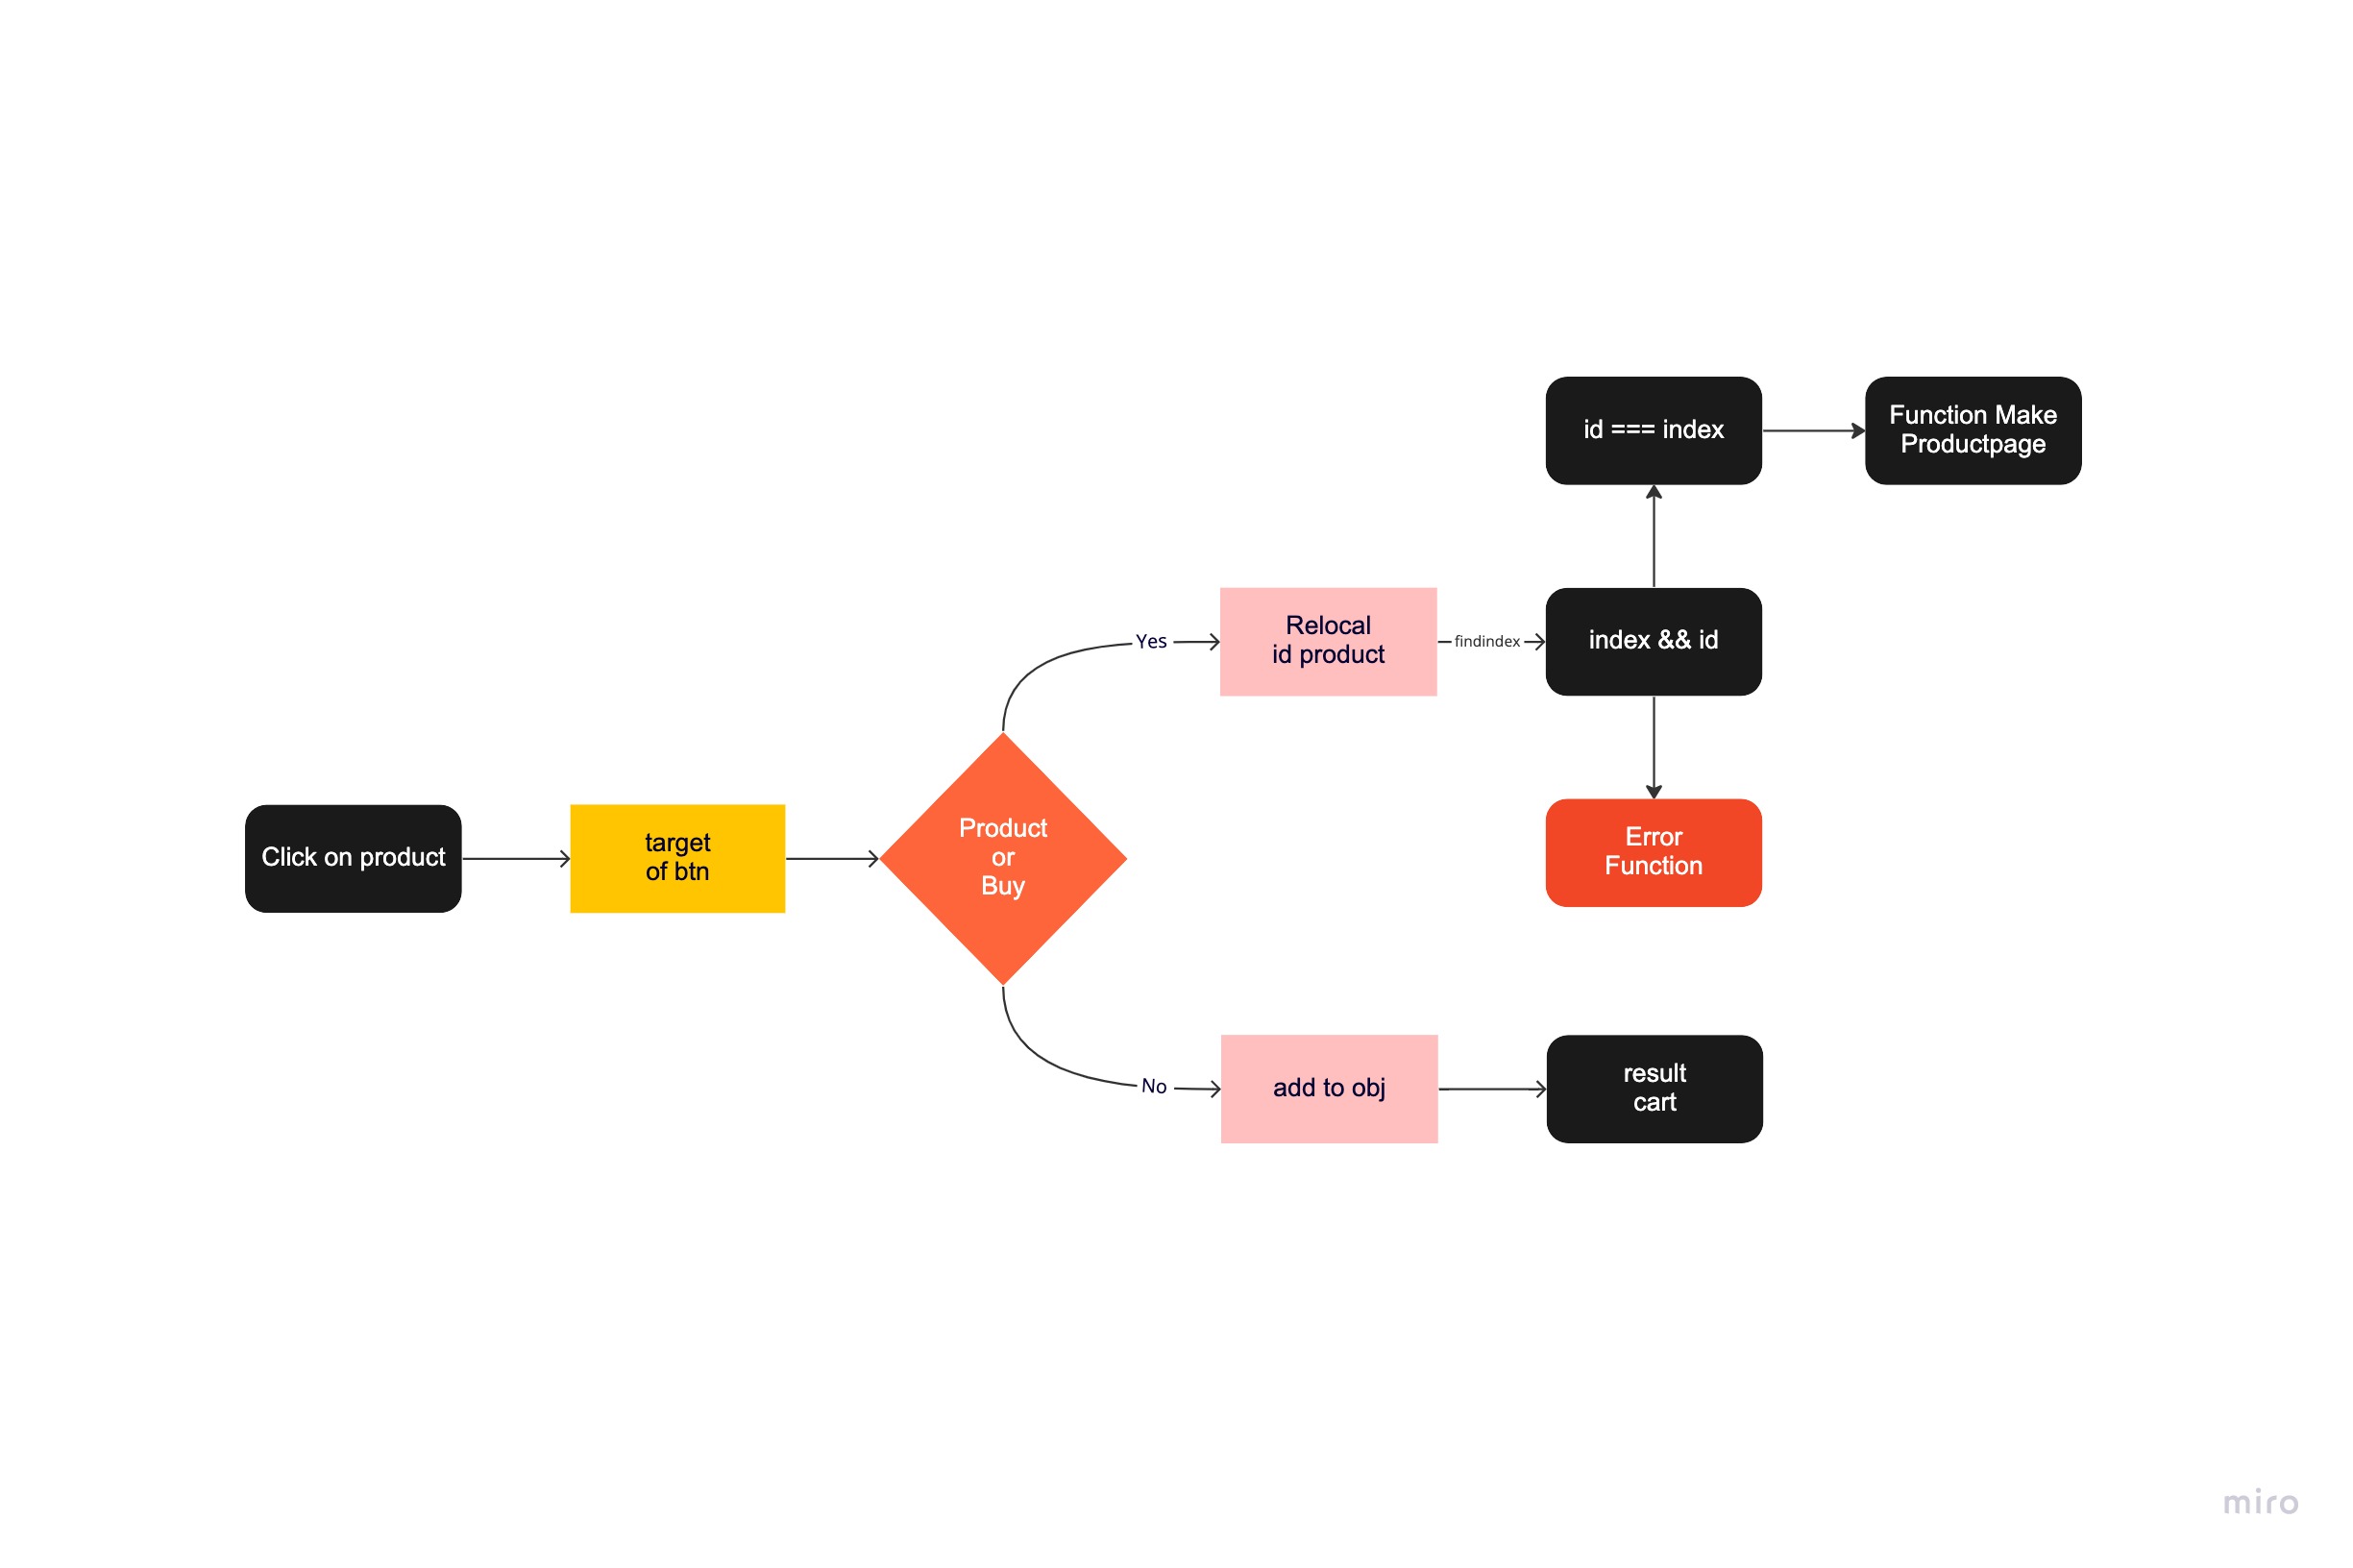 Click on product
target
of btn
Product
or
Buy
Yes
Relocal
id product
findindex
index && id
id === index
Function Make
Productpage
Error
Function
No
add to obj
result
cart
miro